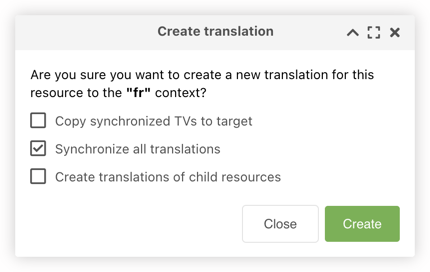 Create translation
Are you sure you want to create a new translation for this
resource to the "fr" context?
Copy synchronized TVs to target
Synchronize all translations
Create translations of child resources
Close
Create